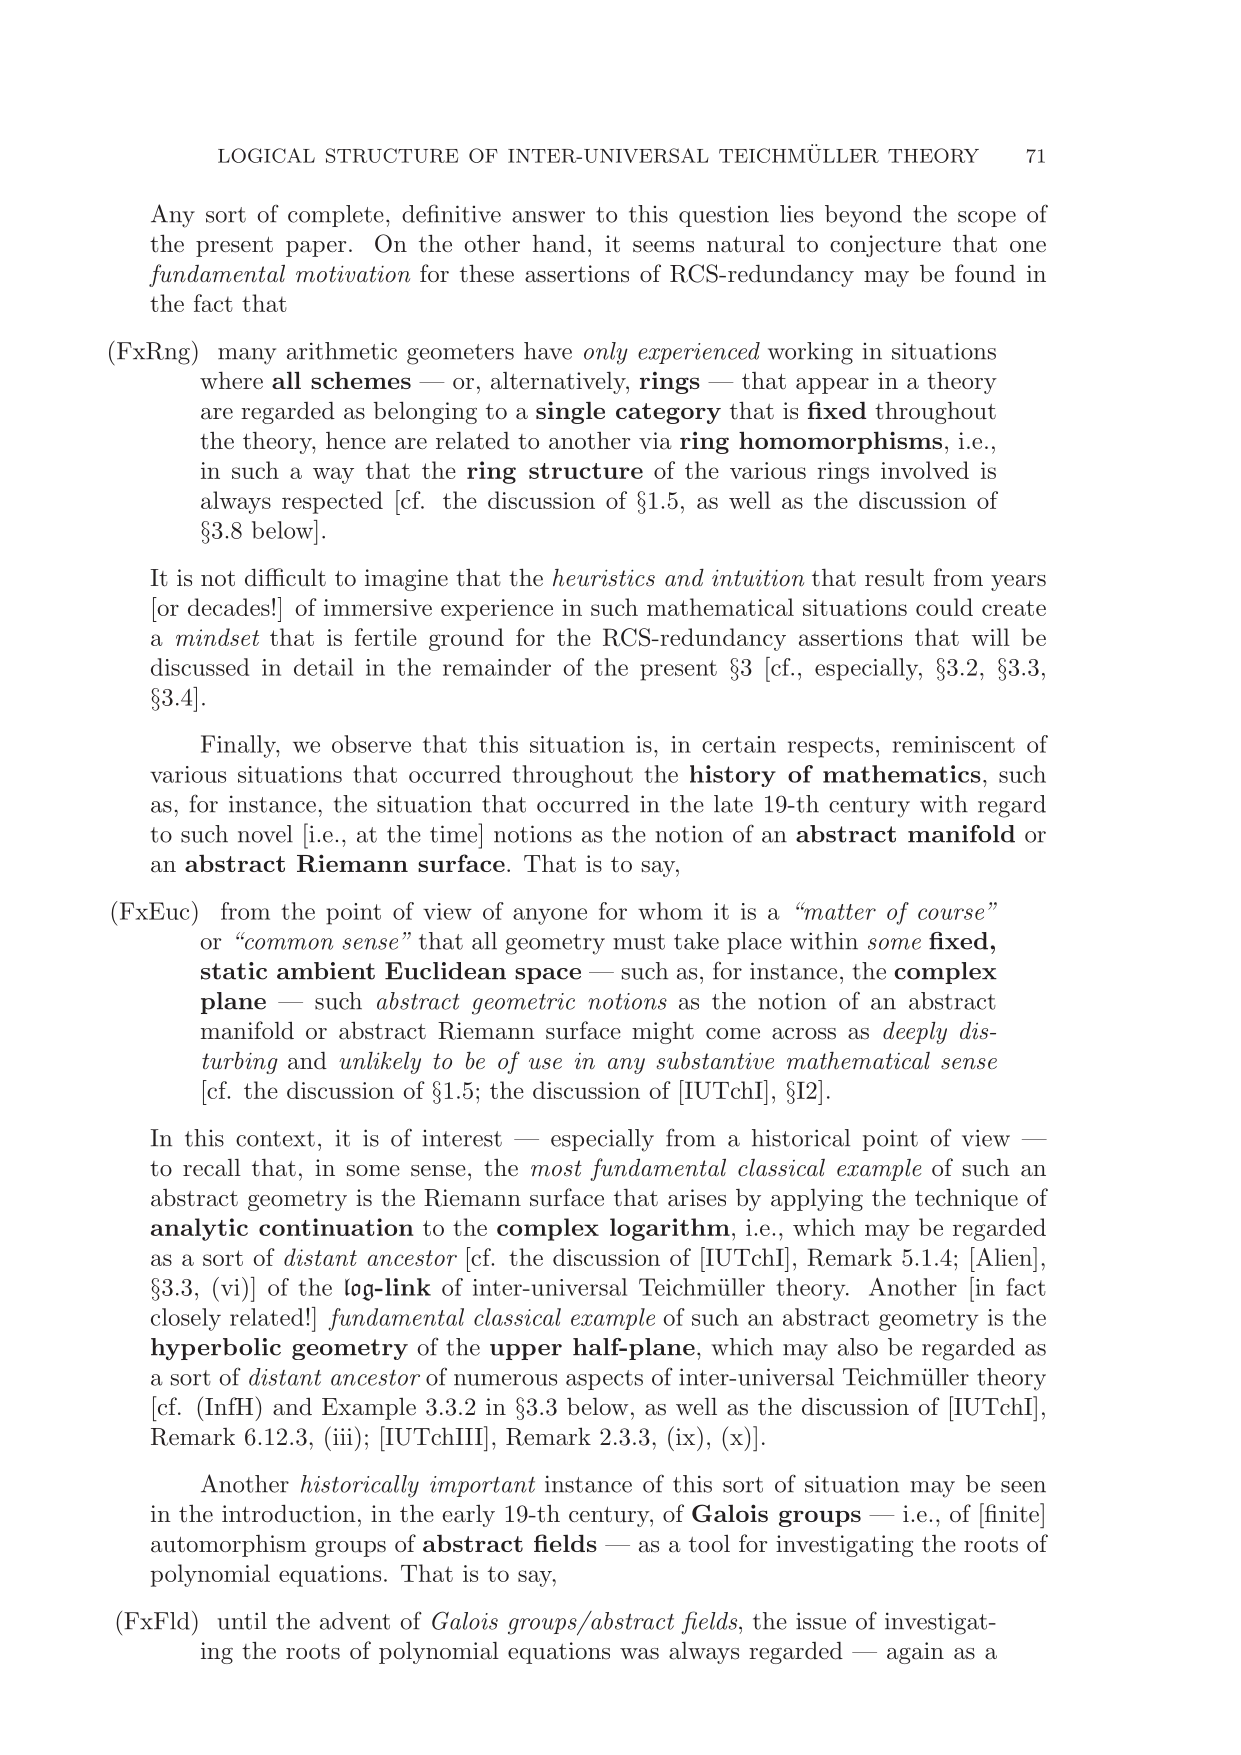 LOGICAL STRUCTURE OF INTER-UNIVERSAL TEICHMÜLLER THEORY 71
Any sort of complete, definitive answer to this question lies beyond the scope of
the present paper. On the other hand, it seems natural to conjecture that one
fundamental motivation for these assertions of RCS-redundancy may be found in
the fact that
(FxRng) many arithmetic geometers have only experienced working in situations
where all schemes — or, alternatively, rings — that appear in a theory
are regarded as belonging to a single category that is fixed throughout
the theory, hence are related to another via ring homomorphisms, i.e.,
in such a way that the ring structure of the various rings involved is
always respected [cf. the discussion of §1.5, as well as the discussion of
§3.8 below].
It is not difficult to imagine that the heuristics and intuition that result from years
[or decades!] of immersive experience in such mathematical situations could create
a mindset that is fertile ground for the RCS-redundancy assertions that will be
discussed in detail in the remainder of the present §3 [cf., especially, §3.2, §3.3,
§3.4].
Finally, we observe that this situation is, in certain respects, reminiscent of
various situations that occurred throughout the history of mathematics, such
as, for instance, the situation that occurred in the late 19-th century with regard
to such novel [i.e., at the time] notions as the notion of an abstract manifold or
an abstract Riemann surface. That is to say,
(FxEuc) from the point of view of anyone for whom it is a “matter of course”
or “common sense” that all geometry must take place within some fixed,
static ambient Euclidean space — such as, for instance, the complex
plane — such abstract geometric notions as the notion of an abstract
manifold or abstract Riemann surface might come across as deeply dis-
turbing and unlikely to be of use in any substantive mathematical sense
[cf. the discussion of §1.5; the discussion of [IUTchI], §I2].
In this context, it is of interest — especially from a historical point of view —
to recall that, in some sense, the most fundamental classical example of such an
abstract geometry is the Riemann surface that arises by applying the technique of
analytic continuation to the complex logarithm, i.e., which may be regarded
as a sort of distant ancestor [cf. the discussion of [IUTchI], Remark 5.1.4; [Alien],
§3.3, (vi)] of the log-link of inter-universal Teichmüller theory. Another [in fact
closely related!] fundamental classical example of such an abstract geometry is the
hyperbolic geometry of the upper half-plane, which may also be regarded as
a sort of distant ancestor of numerous aspects of inter-universal Teichmüller theory
[cf. (InfH) and Example 3.3.2 in §3.3 below, as well as the discussion of [IUTchI],
Remark 6.12.3, (iii); [IUTchIII], Remark 2.3.3, (ix), (x)].
Another historically important instance of this sort of situation may be seen
in the introduction, in the early 19-th century, of Galois groups — i.e., of [finite]
automorphism groups of abstract fields — as a tool for investigating the roots of
polynomial equations. That is to say,
(FxFld) until the advent of Galois groups/abstract fields, the issue of investigat-
ing the roots of polynomial equations was always regarded — again as a